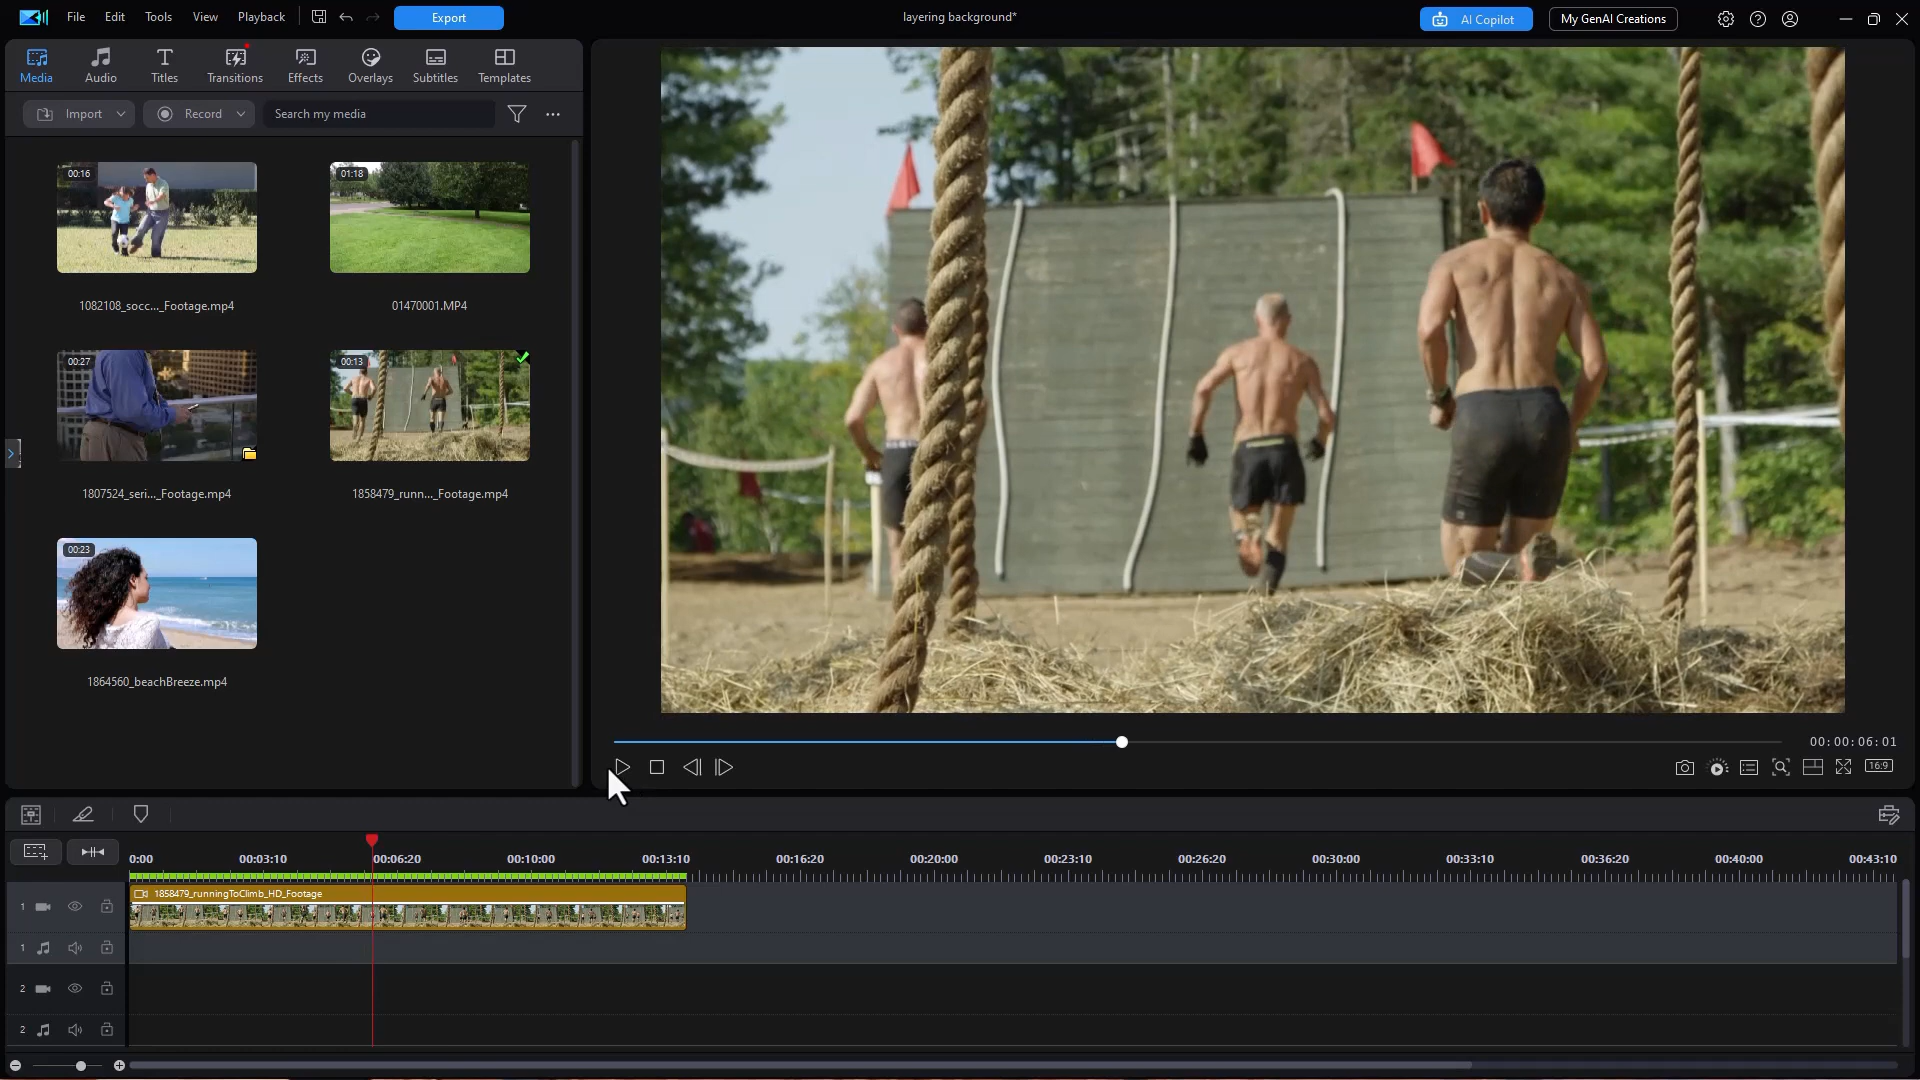 File Edit Tools View Playback Export layering background* AI Copilot My GenAI Creations
Media Audio Titles Transitions Effects Overlays Subtitles Templates
Import Record Search my media
00:16 01:18
1082108_socc..._Footage.mp4 01470001.MP4
00:27 00:13
1807524_seri..._Footage.mp4 1858479_runn..._Footage.mp4
00:23
1864560_beachBreeze.mp4
00:00:06:01
16:9
0:00 00:03:10 00:06:20 00:10:00 00:13:10 00:16:20 00:20:00 00:23:10 00:26:20 00:30:00 00:33:10 00:36:20 00:40:00 00:43:10
1858479_runningToClimb_HD_Footage
1
1
2
2